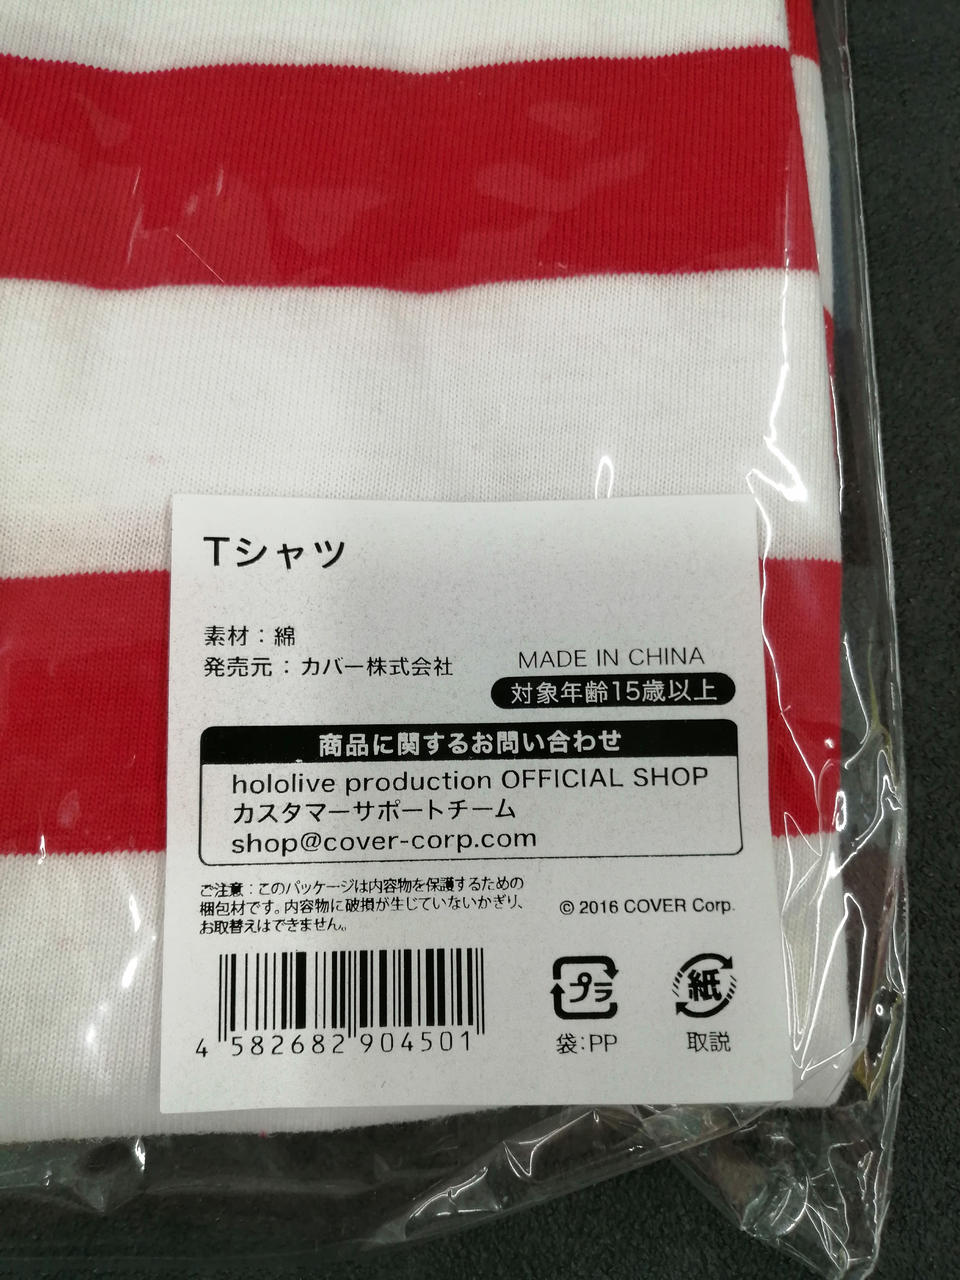 Tシャツ
素材：綿
発売元：カバー株式会社
MADE IN CHINA
対象年齢15歳以上
商品に関するお問い合わせ
hololive production OFFICIAL SHOP
カスタマーサポートチーム
shop@cover-corp.com
ご注意：このパッケージは内容物を保護するための
梱包材です。内容物に破損が生じていないかぎり、
お取替えはできません。
© 2016 COVER Corp.
4 582682 904501
プラ
袋：PP
紙
取説